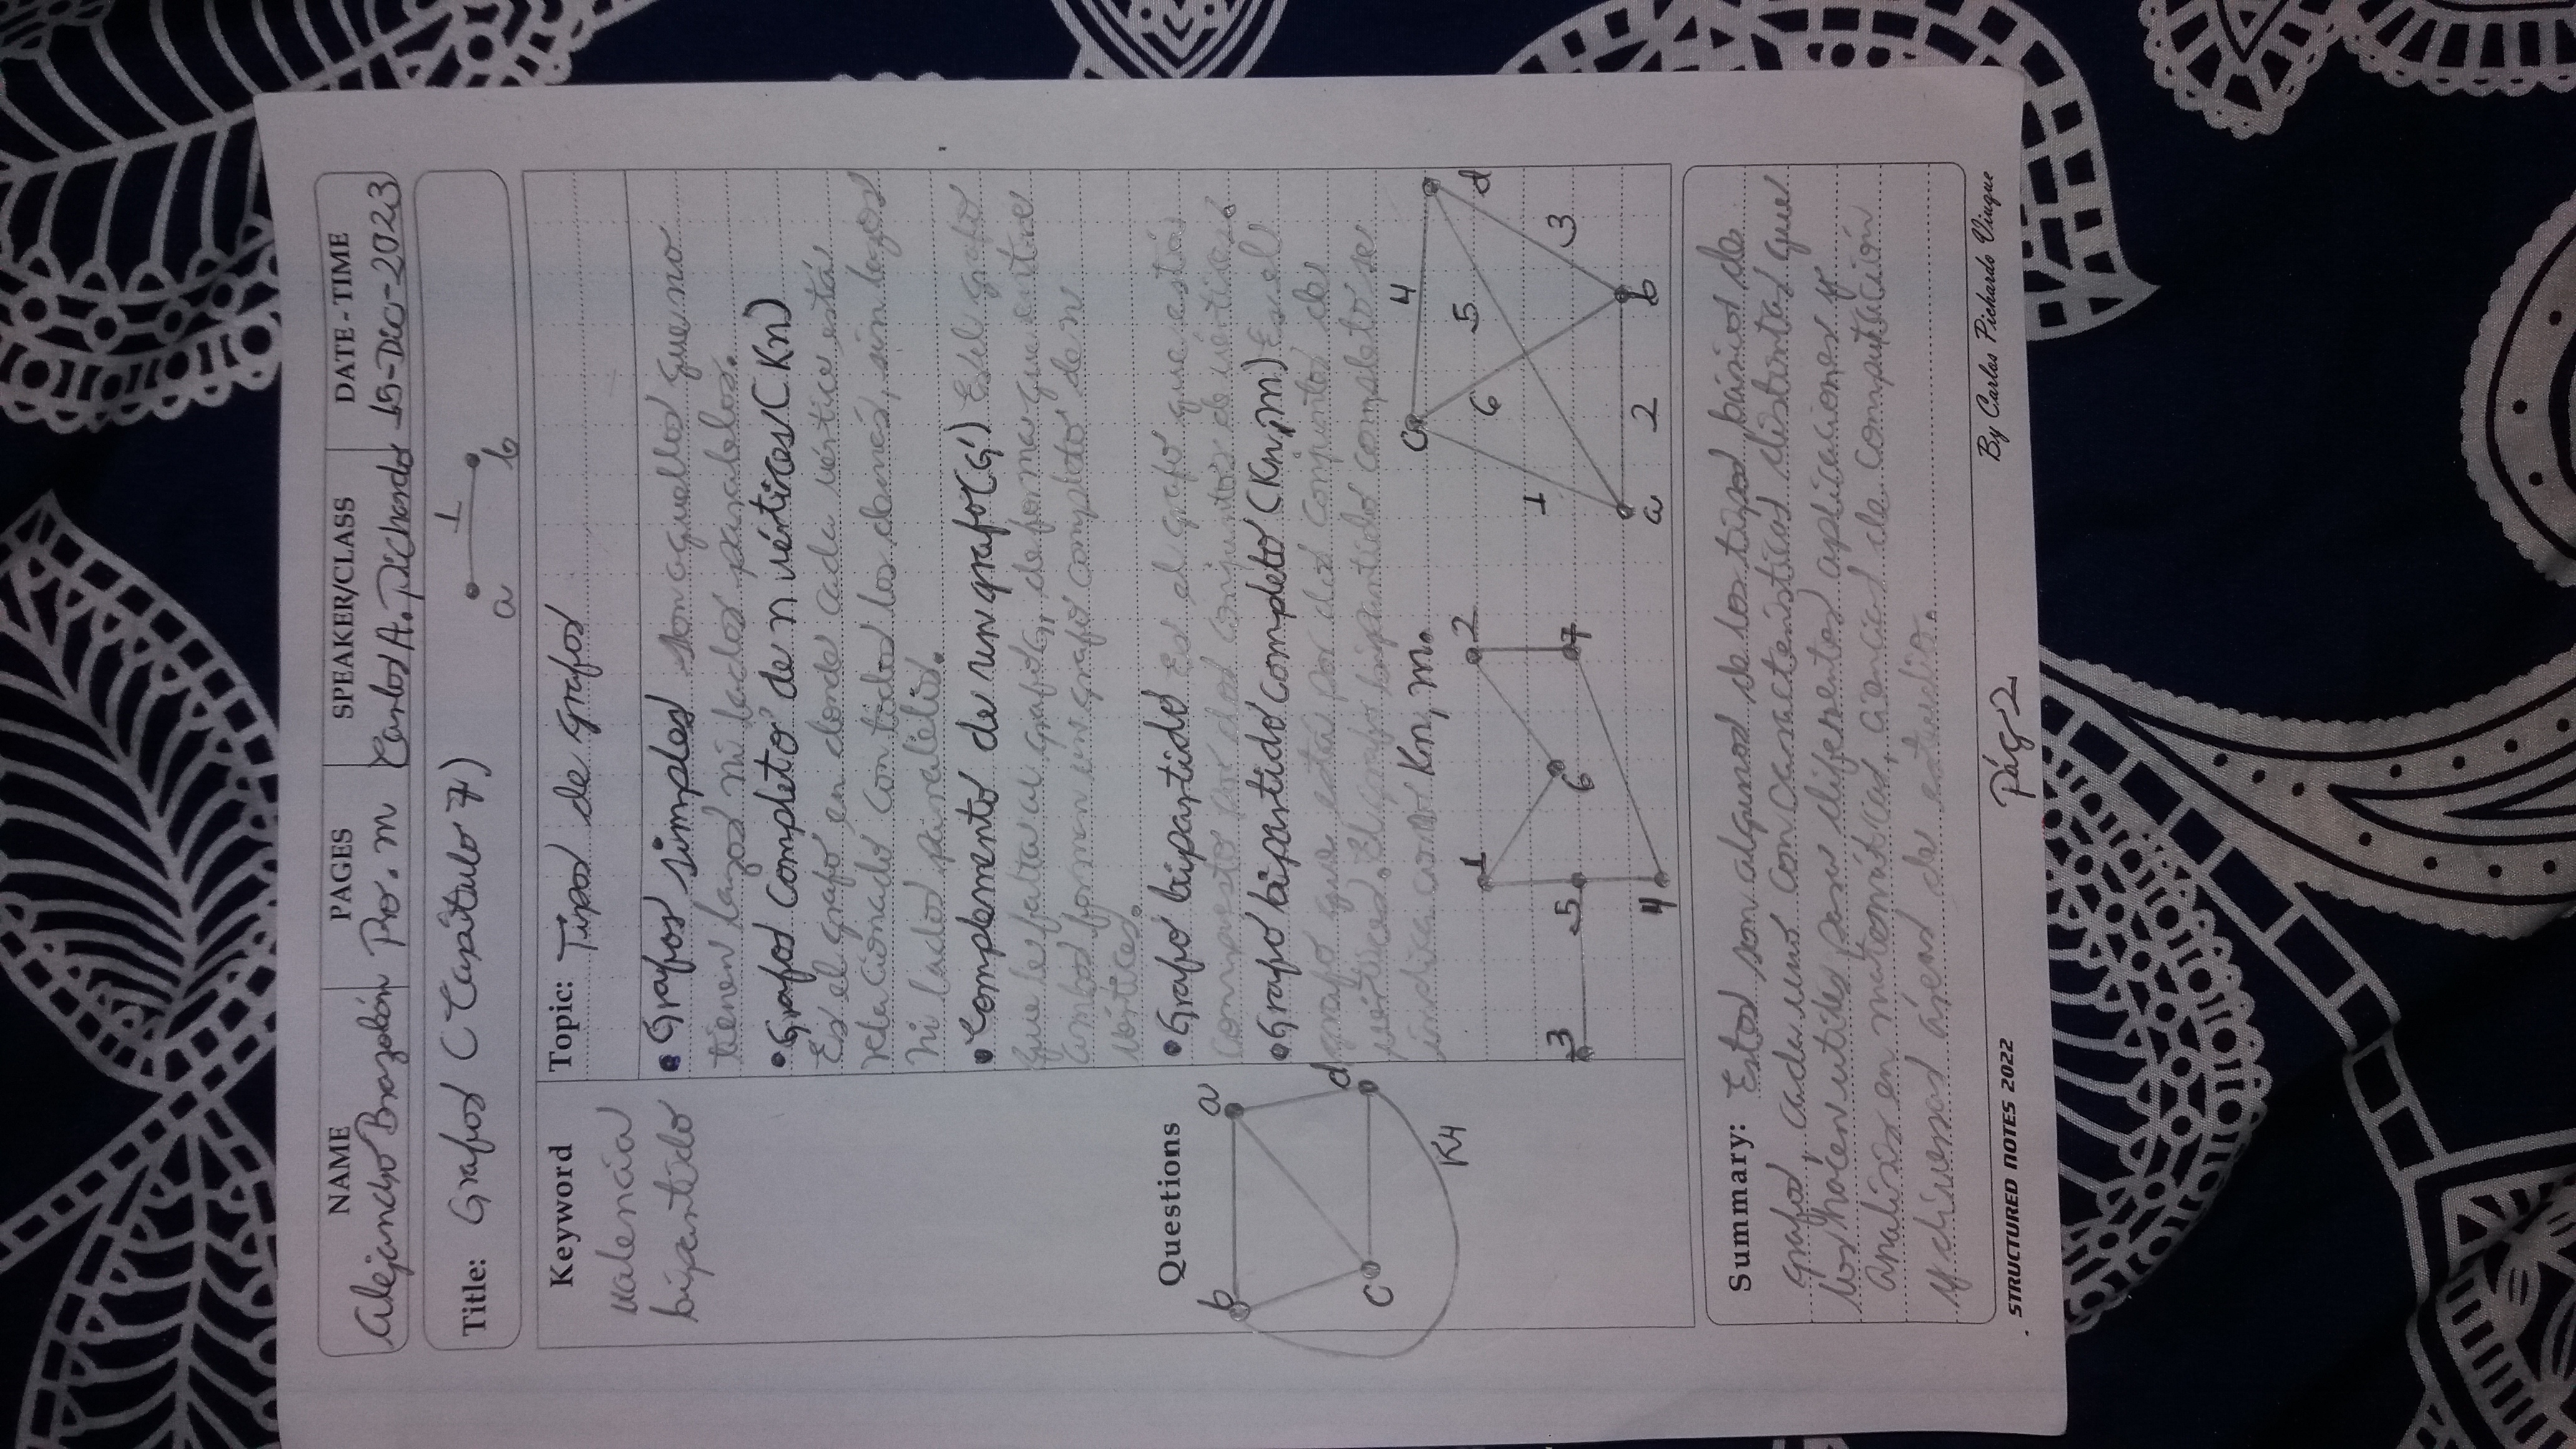 NAME PAGES SPEAKER/CLASS DATE-TIME
Alejandro Brazobán Pro. m Carlos A. Pichardo 15-Dic-2023
Title: Grafos (Capítulo 7)
1
a b
Keyword
valencia
bipartido
Topic: Tipos de grafos
• Grafos simples son aquellos que no
tienen lazos ni lados paralelos.
• Grafos completo de n vértices (Kn)
Es el grafo en donde cada vértice está
relacionado con todos los demás, sin lazos
ni lados paralelos.
• Complemento de un grafo (G') Es el grafo
que le falta al grafo G, de forma que entre
ambos forman un grafo completo de n
vértices.
• Grafo bipartido Es el grafo que está
compuesto por dos conjuntos de vértices.
• Grafo bipartido completo (Kn,m) Es el
grafo que está por dos conjuntos de
vértices. El grafo bipartido completo se
indica como Kn, m.
Questions
b a
d
c
K4
1 2
3 5 6 7
4
c 4
6 5 d
1 3
a 2 b
Summary: Estos son algunos de los tipos básicos de
grafos, cada uno con características distintas que
los hacen utiles para diferentes aplicaciones y
analisis en matemáticas, ciencias de computación
y diversas áreas de estudio.
STRUCTURED NOTES 2022 Pág 2 By Carlos Pichardo Viuque